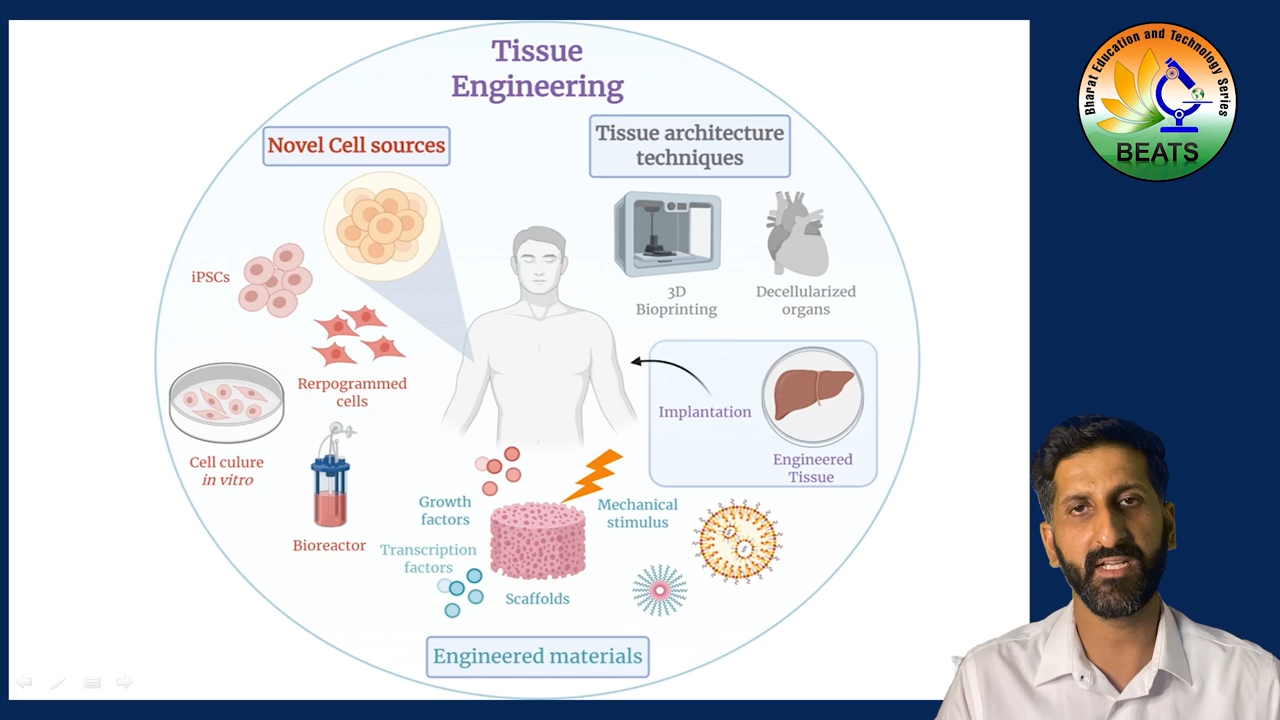 Tissue
Engineering
Novel Cell sources
Tissue architecture
techniques
iPSCs
3D
Bioprinting
Decellularized
organs
Rerpogrammed
cells
Implantation
Cell culure
in vitro
Engineered
Tissue
Growth
factors
Mechanical
stimulus
Bioreactor
Transcription
factors
Scaffolds
Engineered materials
Bharat Education and Technology Series
BEATS